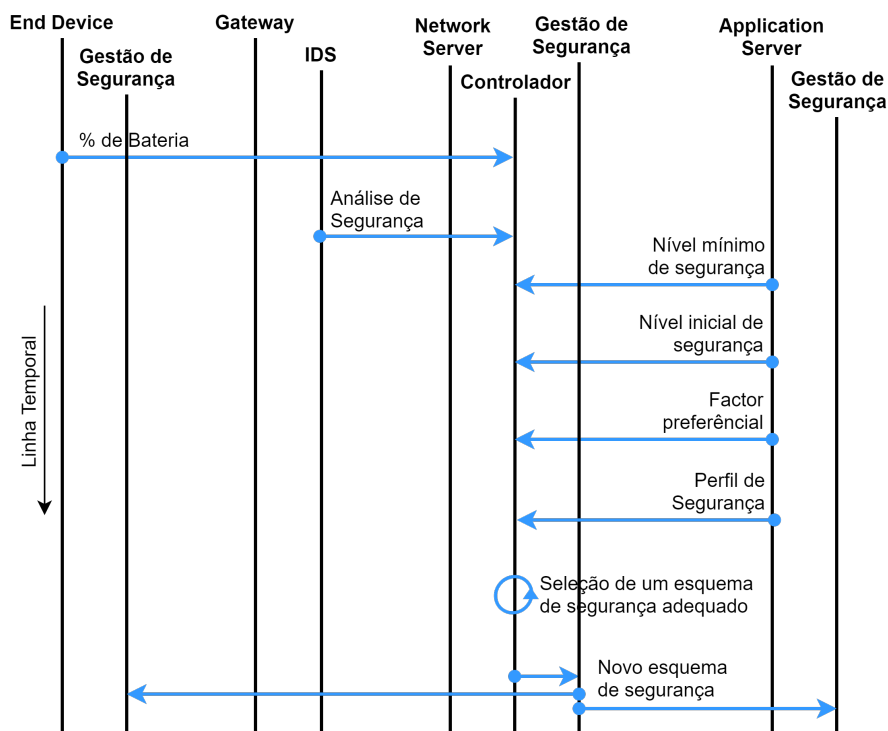 End Device
Gestão de
Segurança
Gateway
IDS
Network
Server
Controlador
Gestão de
Segurança
Application
Server
Gestão de
Segurança
% de Bateria
Análise de
Segurança
Nível mínimo
de segurança
Nível inicial de
segurança
Factor
preferêncial
Perfil de
Segurança
Linha Temporal
Seleção de um esquema
de segurança adequado
Novo esquema
de segurança